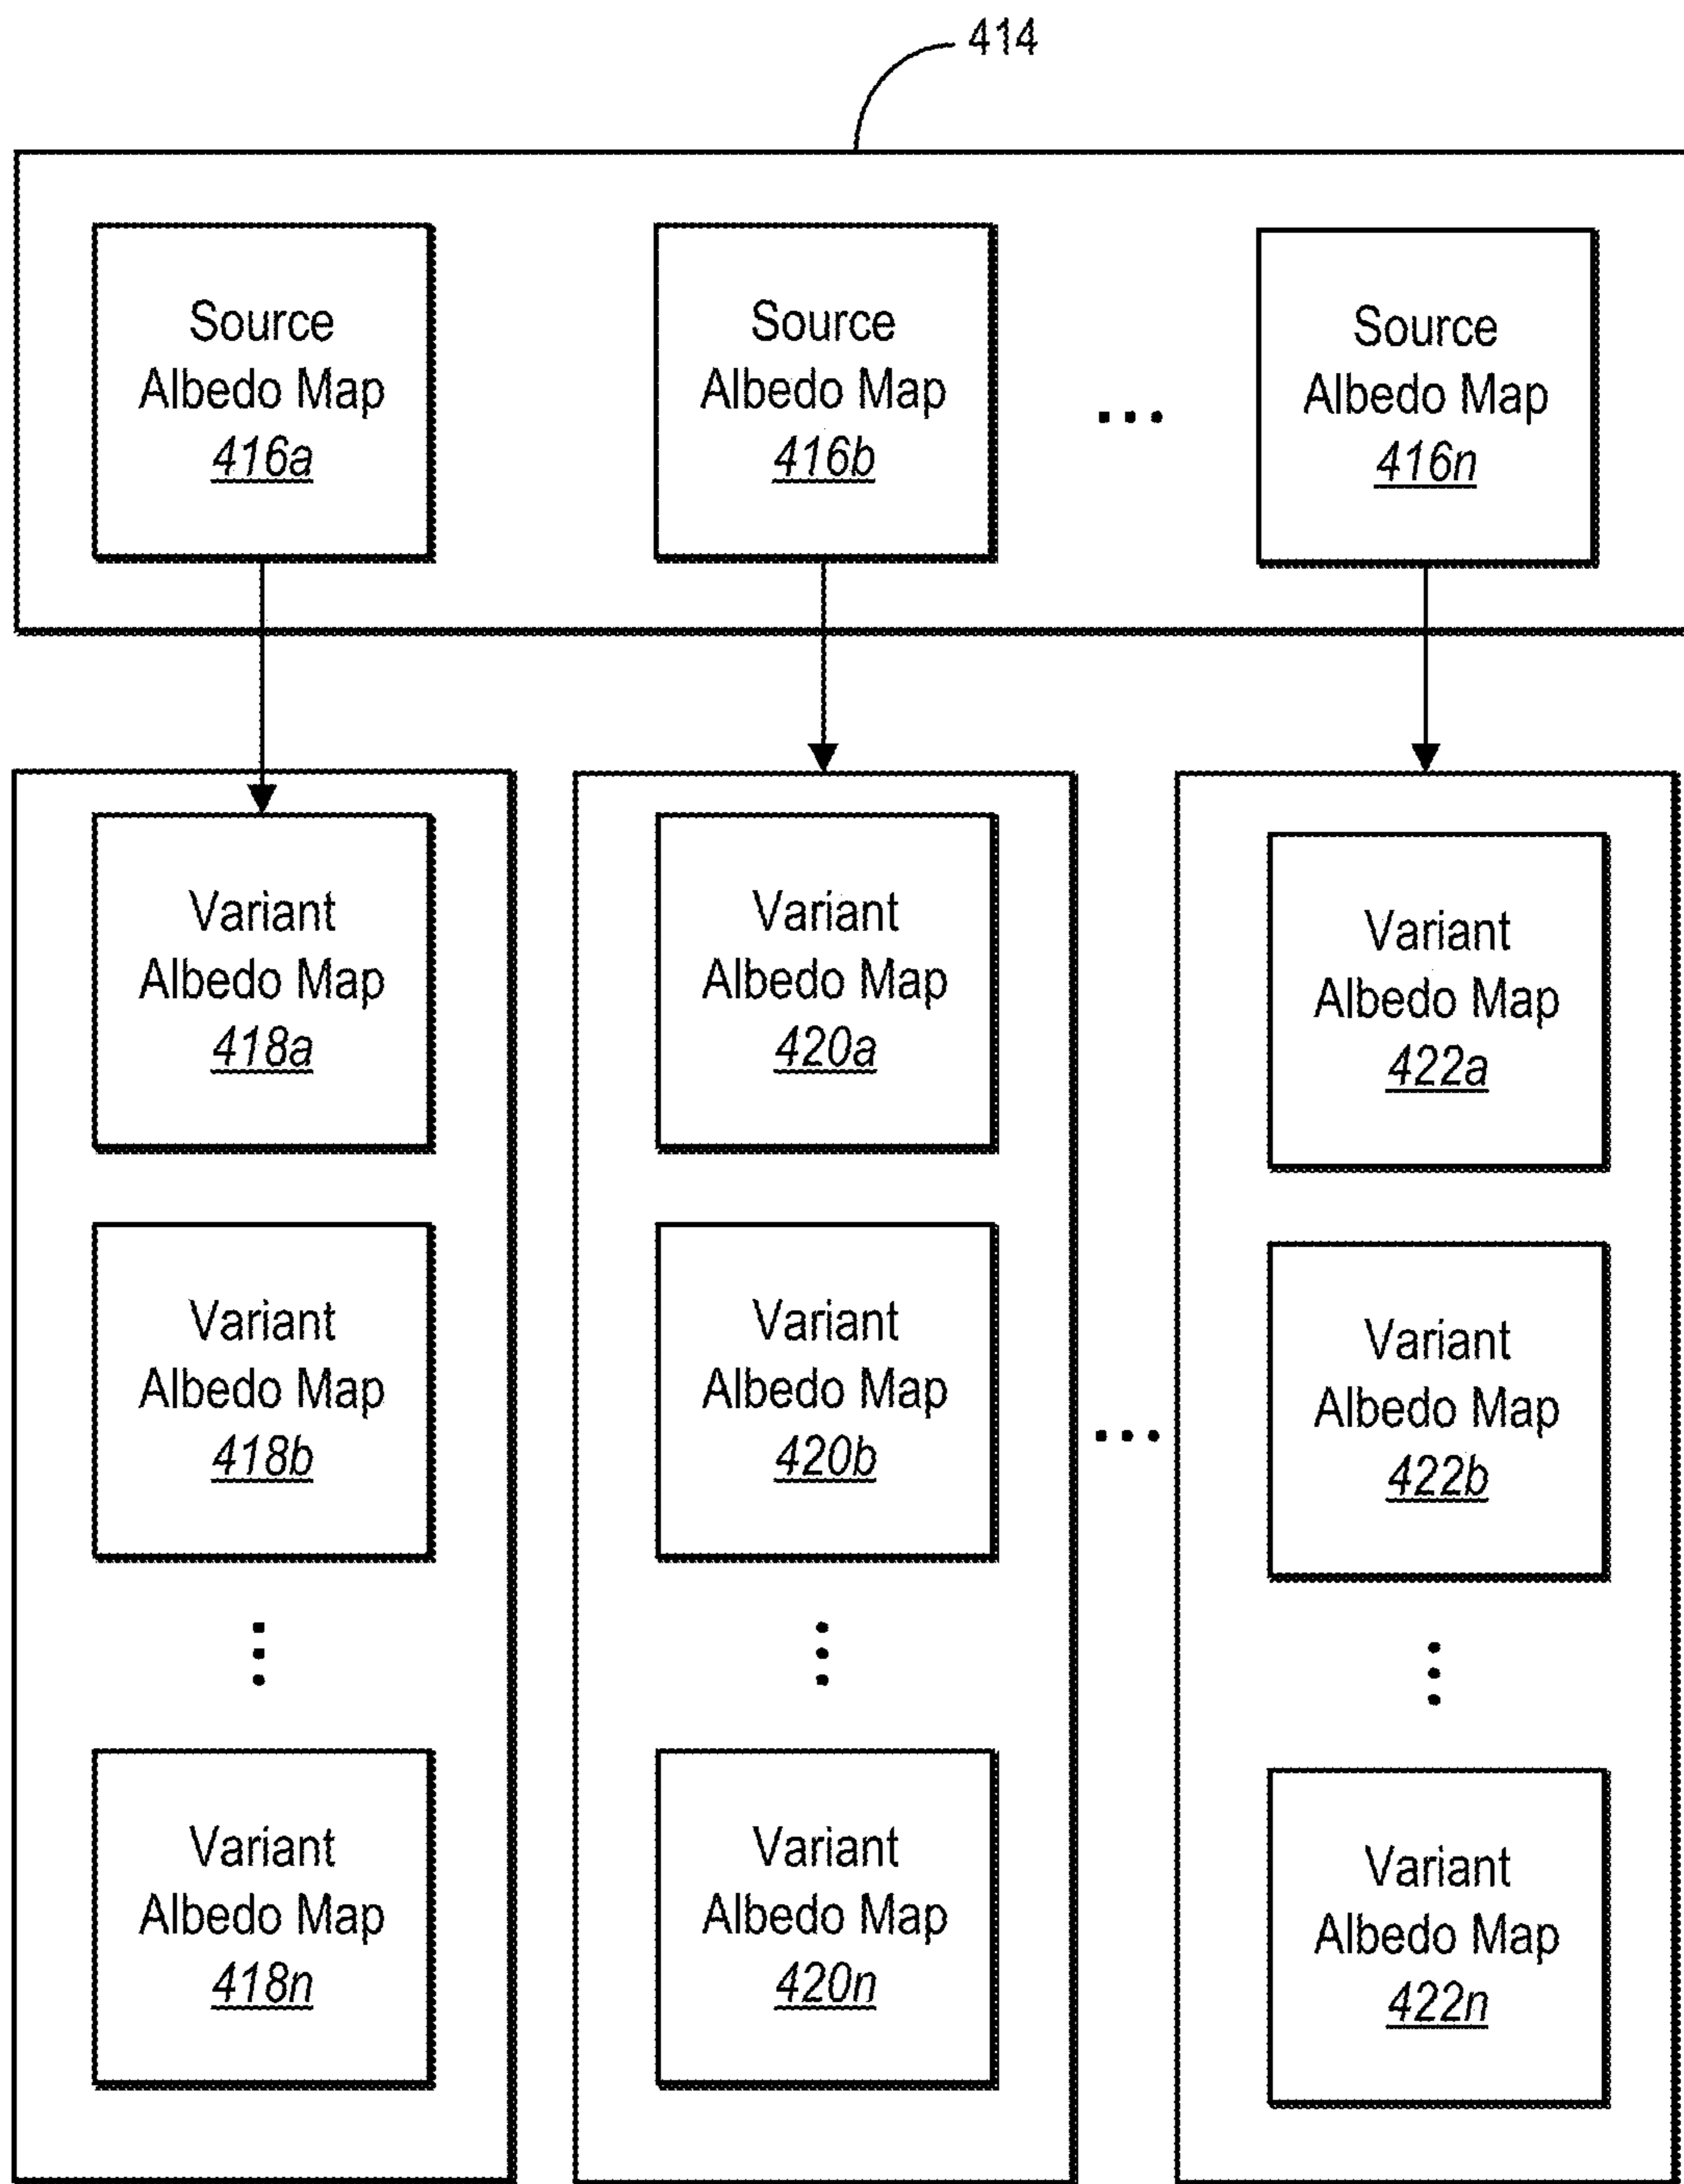 414
Source
Albedo Map
416a
Source
Albedo Map
416b
...
Source
Albedo Map
416n
Variant
Albedo Map
418a
Variant
Albedo Map
418b
Variant
Albedo Map
418n
Variant
Albedo Map
420a
Variant
Albedo Map
420b
Variant
Albedo Map
420n
...
Variant
Albedo Map
422a
Variant
Albedo Map
422b
Variant
Albedo Map
422n